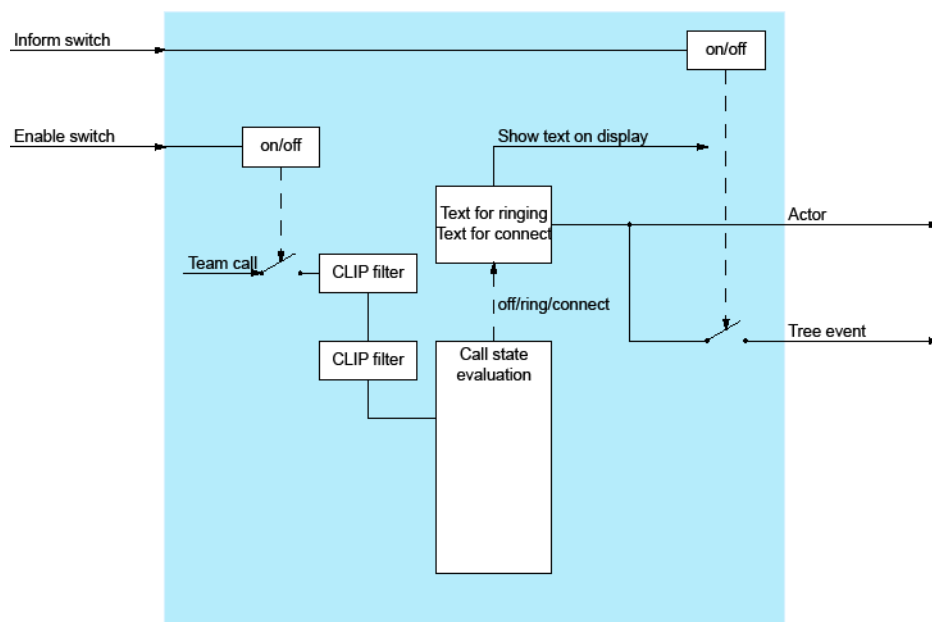 Inform switch
on/off
Enable switch
on/off
Show text on display
Text for ringing
Text for connect
Actor
Team call
CLIP filter
off/ring/connect
Tree event
CLIP filter
Call state
evaluation